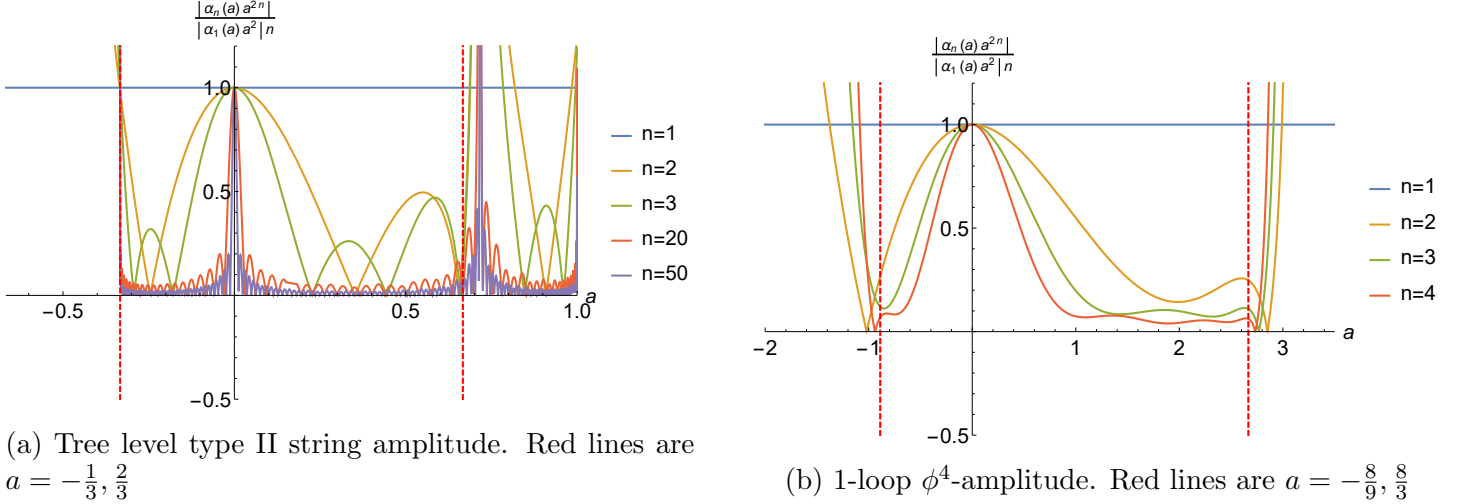 |αₙ(a) a²ⁿ|
|α₁(a) a²| n
1.0
0.5
−0.5
−0.5
0.5
1.0
a
n=1
n=2
n=3
n=20
n=50
(a) Tree level type II string amplitude. Red lines are
a = −1/3, 2/3
|αₙ(a) a²ⁿ|
|α₁(a) a²| n
1.0
0.5
−0.5
−2
−1
1
2
3
a
n=1
n=2
n=3
n=4
(b) 1-loop ϕ⁴-amplitude. Red lines are a = −8/9, 8/3